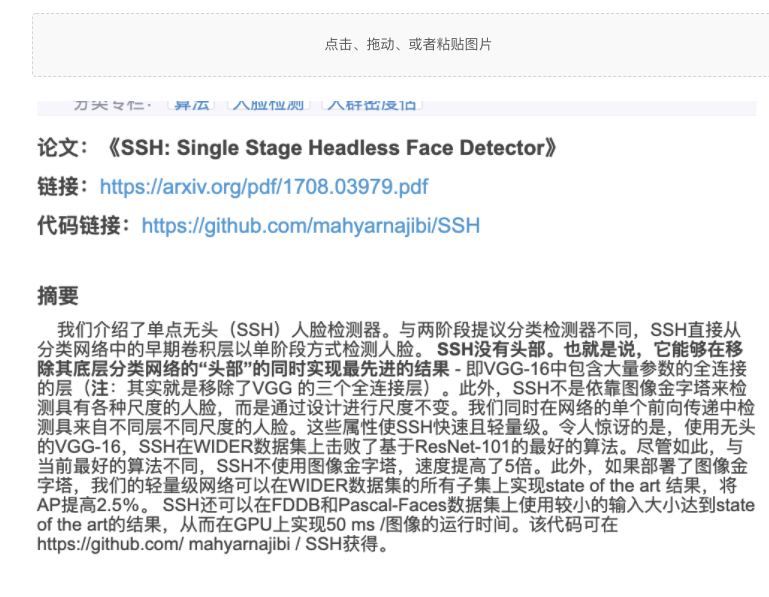 点击、拖动、或者粘贴图片
分类专栏： 算法 人脸检测 人群密度估
论文：《SSH: Single Stage Headless Face Detector》
链接：https://arxiv.org/pdf/1708.03979.pdf
代码链接：https://github.com/mahyarnajibi/SSH
摘要
我们介绍了单点无头（SSH）人脸检测器。与两阶段提议分类检测器不同，SSH直接从
分类网络中的早期卷积层以单阶段方式检测人脸。 SSH没有头部。也就是说，它能够在移
除其底层分类网络的“头部”的同时实现最先进的结果 - 即VGG-16中包含大量参数的全连接
的层（注：其实就是移除了VGG 的三个全连接层）。此外，SSH不是依靠图像金字塔来检
测具有各种尺度的人脸，而是通过设计进行尺度不变。我们同时在网络的单个前向传递中检
测具来自不同层不同尺度的人脸。这些属性使SSH快速且轻量级。令人惊讶的是，使用无头
的VGG-16，SSH在WIDER数据集上击败了基于ResNet-101的最好的算法。尽管如此，与
当前最好的算法不同，SSH不使用图像金字塔，速度提高了5倍。此外，如果部署了图像金
字塔，我们的轻量级网络可以在WIDER数据集的所有子集上实现state of the art 结果，将
AP提高2.5%。 SSH还可以在FDDB和Pascal-Faces数据集上使用较小的输入大小达到state
of the art的结果，从而在GPU上实现50 ms /图像的运行时间。该代码可在
https://github.com/ mahyarnajibi / SSH获得。